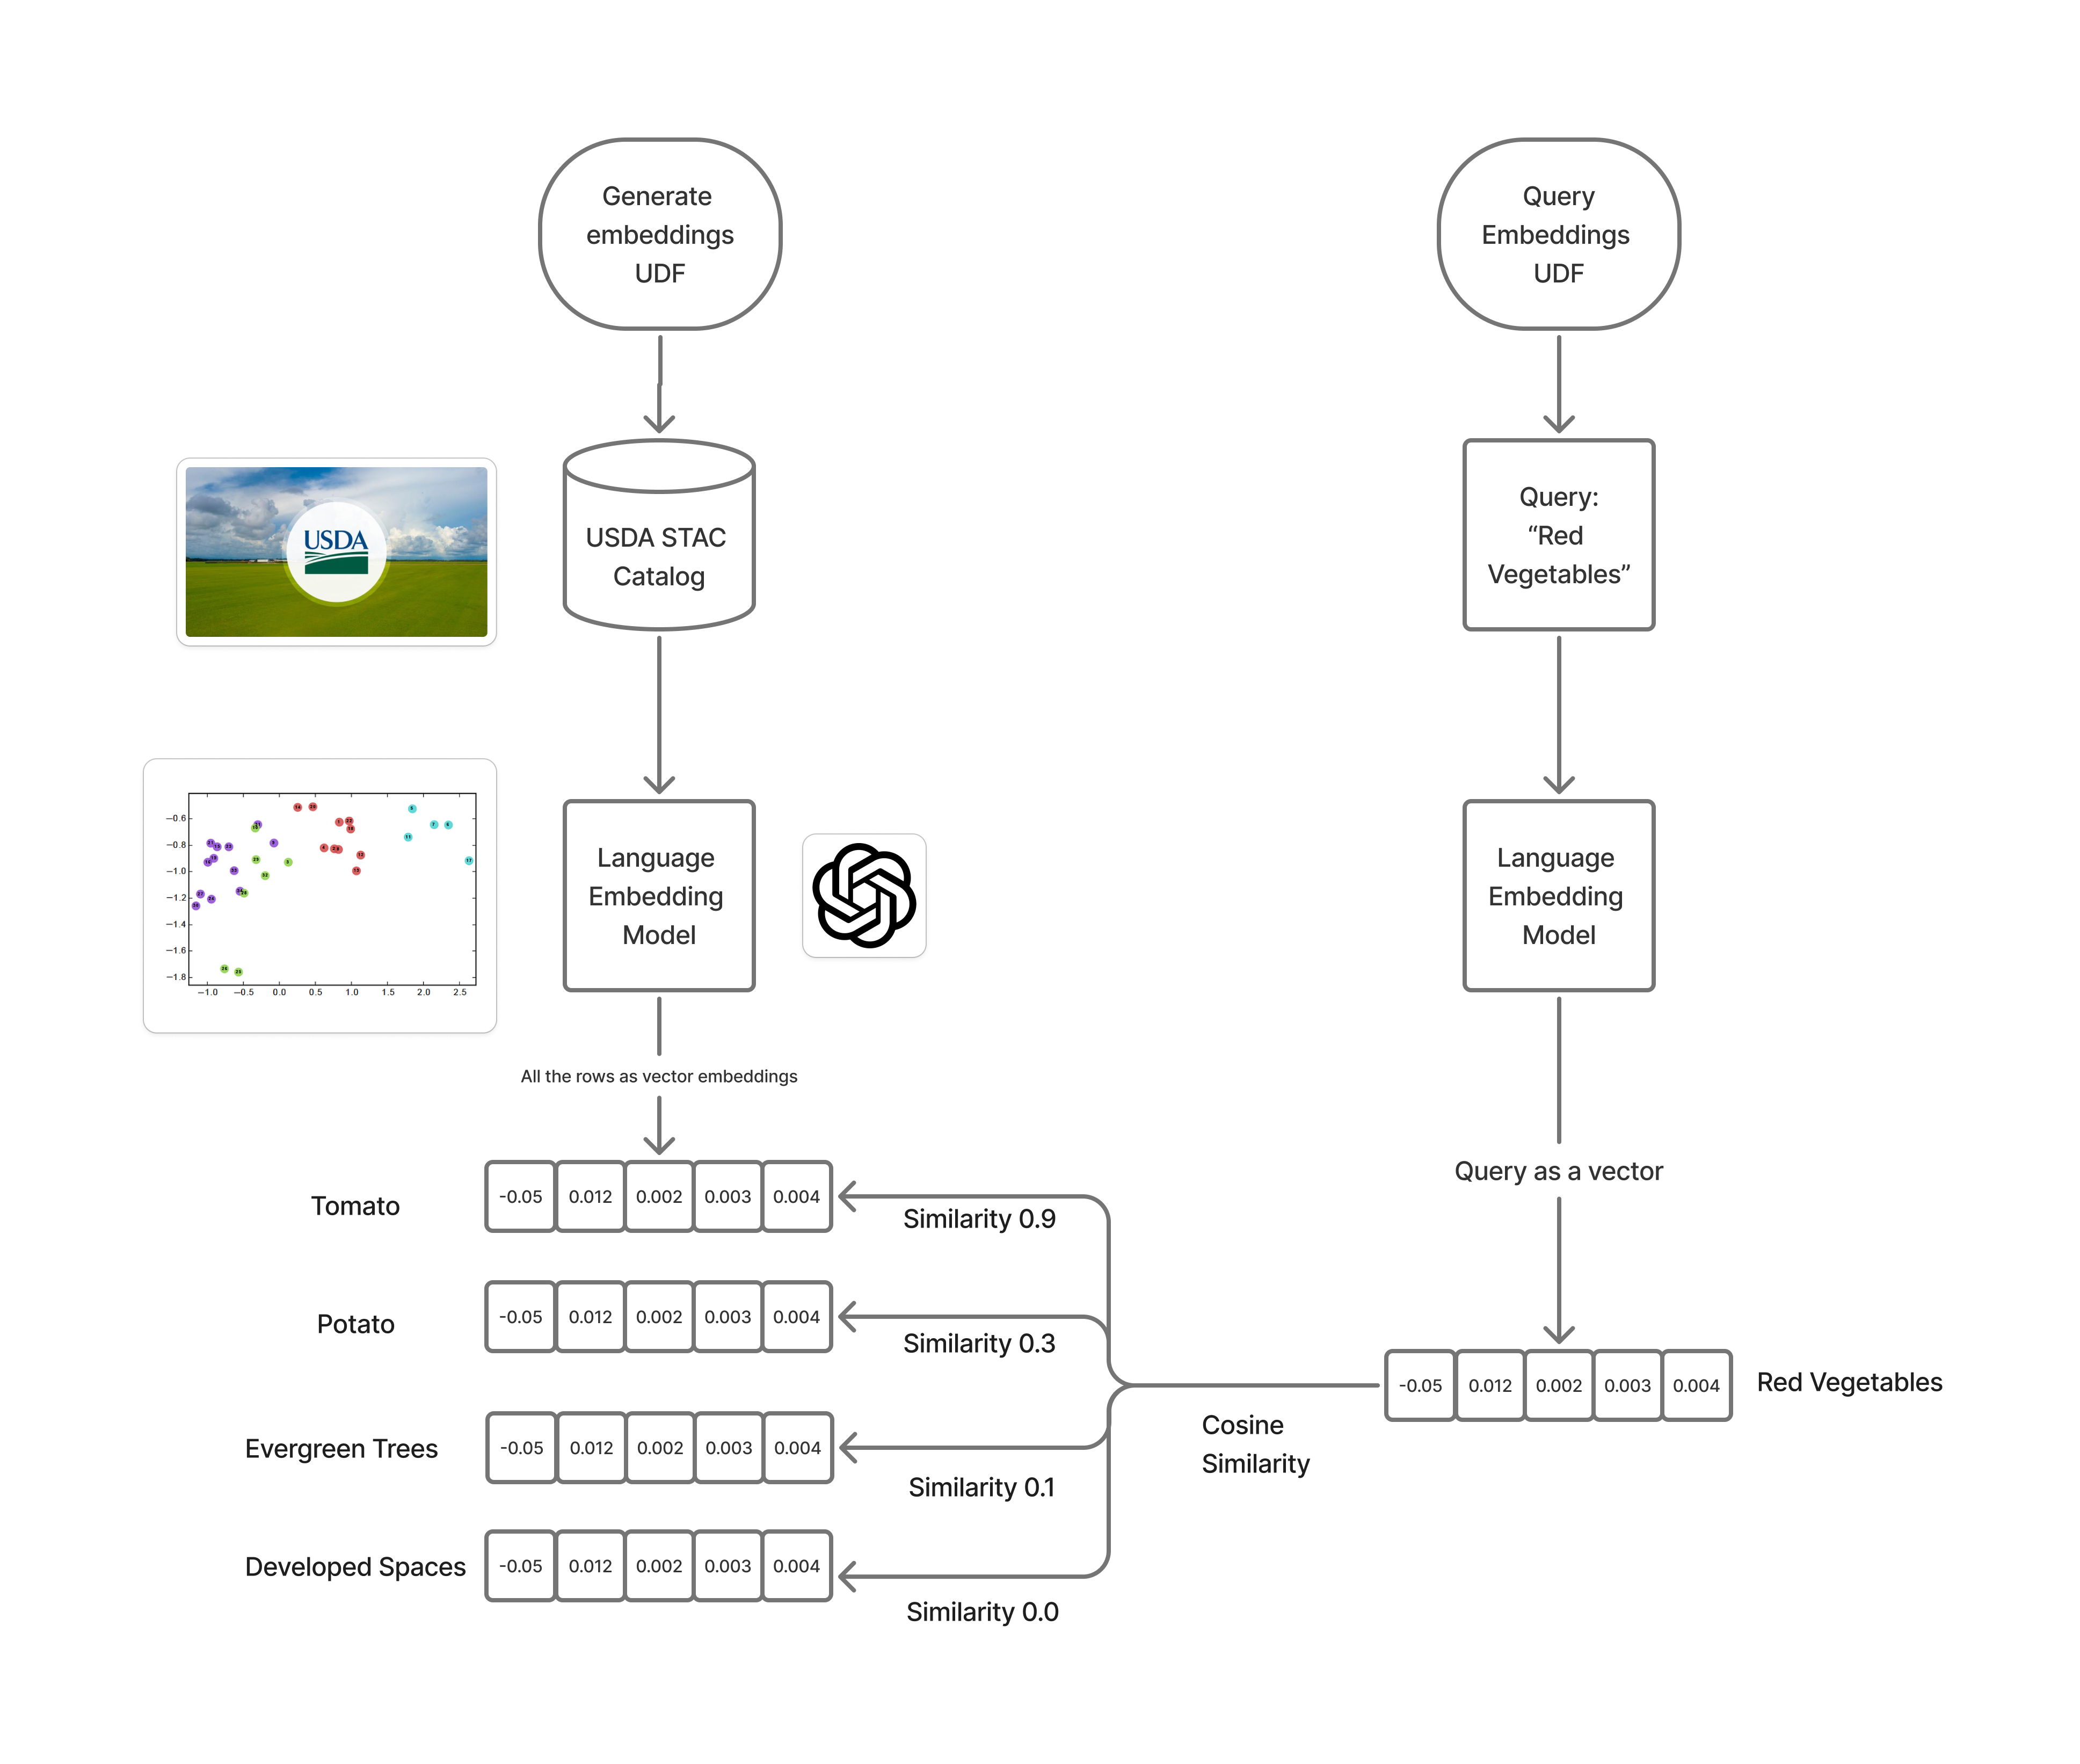 Generate
embeddings
UDF
Query
Embeddings
UDF
USDA STAC
Catalog
USDA
Query:
“Red
Vegetables”
Language
Embedding
Model
Language
Embedding
Model
−0.6
−0.8
−1.0
−1.2
−1.4
−1.6
−1.8
−1.0 −0.5 0.0 0.5 1.0 1.5 2.0 2.5
All the rows as vector embeddings
Query as a vector
Tomato
-0.05 0.012 0.002 0.003 0.004
Similarity 0.9
Potato
-0.05 0.012 0.002 0.003 0.004
Similarity 0.3
-0.05 0.012 0.002 0.003 0.004
Red Vegetables
Cosine
Similarity
Evergreen Trees
-0.05 0.012 0.002 0.003 0.004
Similarity 0.1
Developed Spaces
-0.05 0.012 0.002 0.003 0.004
Similarity 0.0